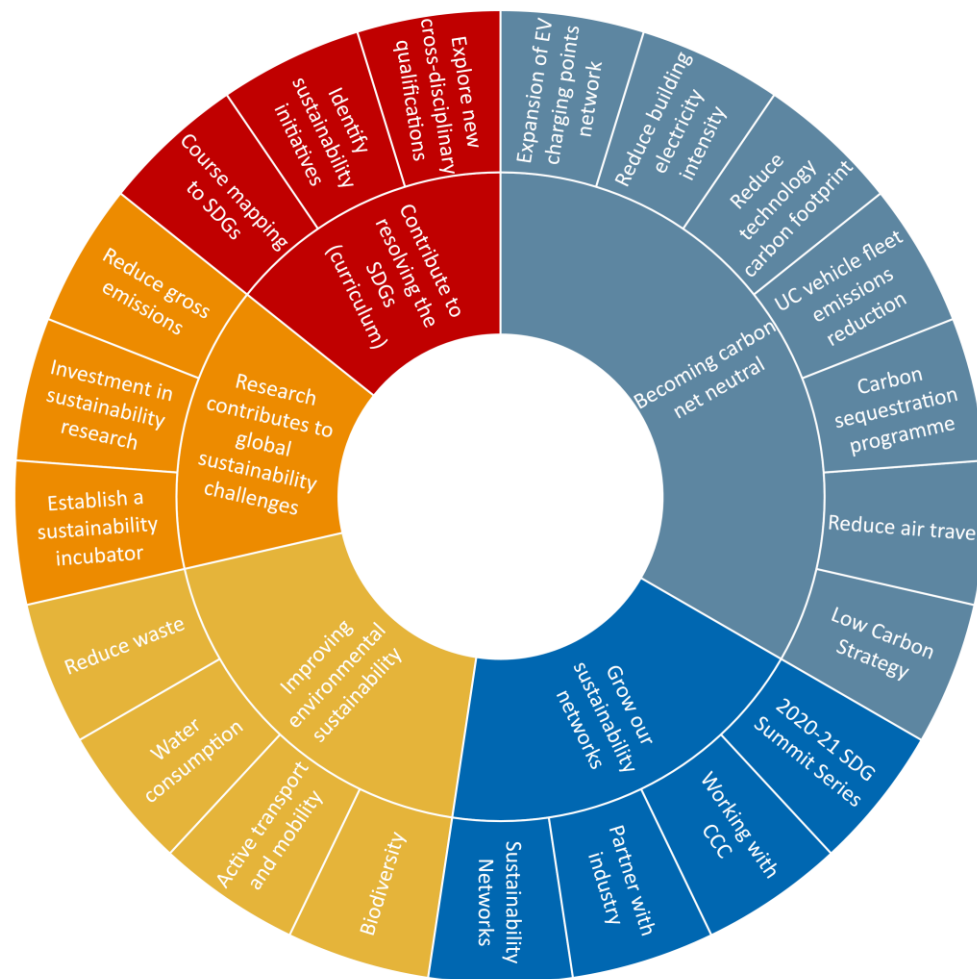 Expansion of EV
charging points
network
Reduce building
electricity
intensity
Reduce
technology
carbon footprint
UC vehicle fleet
emissions
reduction
Carbon
sequestration
programme
Reduce air trave
Low Carbon
Strategy
2020-21 SDG
Summit Series
Working with
CCC
Partner with
industry
Sustainability
Networks
Biodiversity
Active transport
and mobility
Water
consumption
Reduce waste
Establish a
sustainability
incubator
Investment in
sustainability
research
Reduce gross
emissions
Course mapping
to SDGs
Identify
sustainability
initiatives
Explore new
cross-disciplinary
qualifications
Becoming carbon
net neutral
Grow our
sustainability
networks
Improving
environmental
sustainability
Research
contributes to
global
sustainability
challenges
Contribute to
resolving the
SDGs
(curriculum)